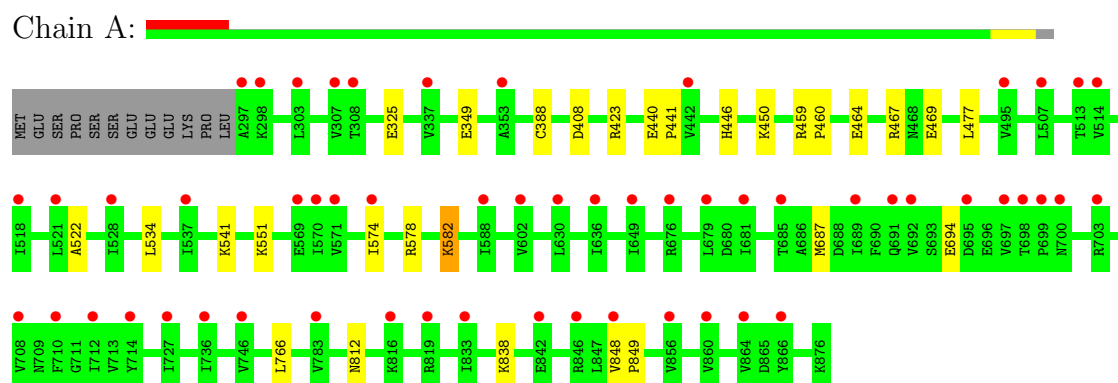 Chain A:
MET GLU SER PRO SER SER GLU GLU GLU LYS PRO LEU A297 K298 L303 V307 T308 E325 V337 E349 A353 C388 D408 R423 E440 P441 V442 H446 K450 R459 P460 E464 R467 N468 E469 L477 V495 L507 T513 V514
I518 L521 A522 I528 L534 I537 K541 K551 E569 I570 V571 I574 R578 K582 I588 V602 L630 I636 I649 R676 L679 D680 I681 T685 A686 M687 D688 I689 F690 Q691 V692 S693 E694 D695 E696 V697 T698 P699 N700 R703
V708 N709 F710 G711 I712 V713 Y714 I727 I736 V746 L766 V783 N812 K816 R819 I833 K838 E842 R846 L847 V848 P849 V856 V860 V864 D865 Y866 K876